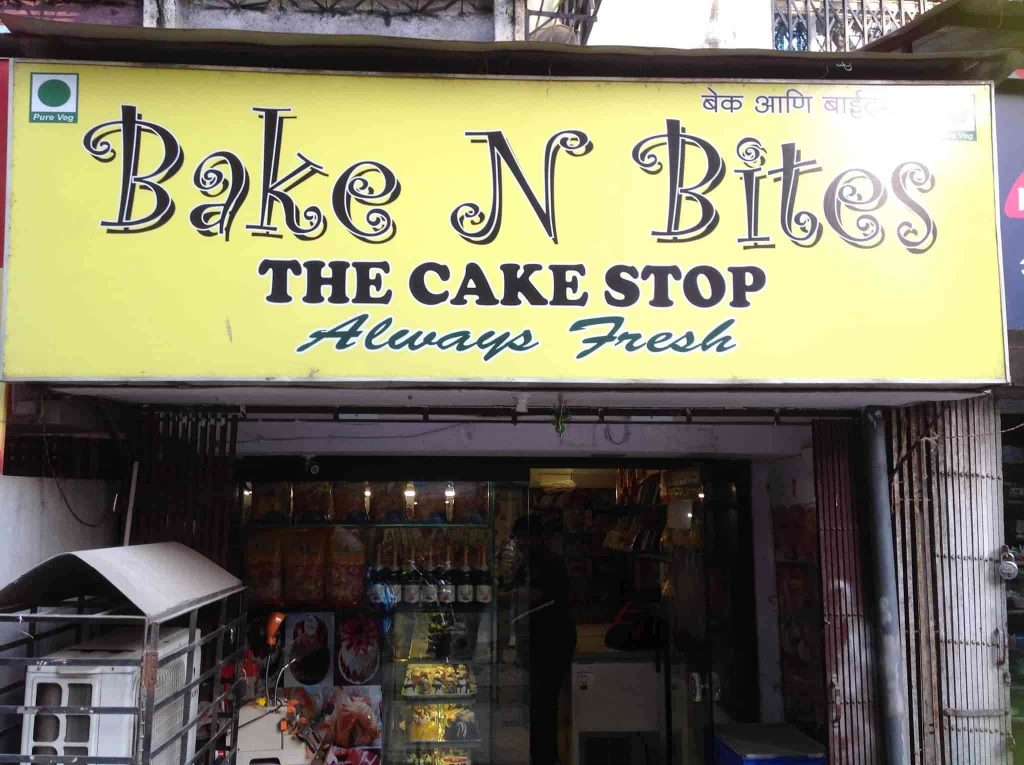 Pure Veg
बेक आणि
Bake N Bites
THE CAKE STOP
Always Fresh